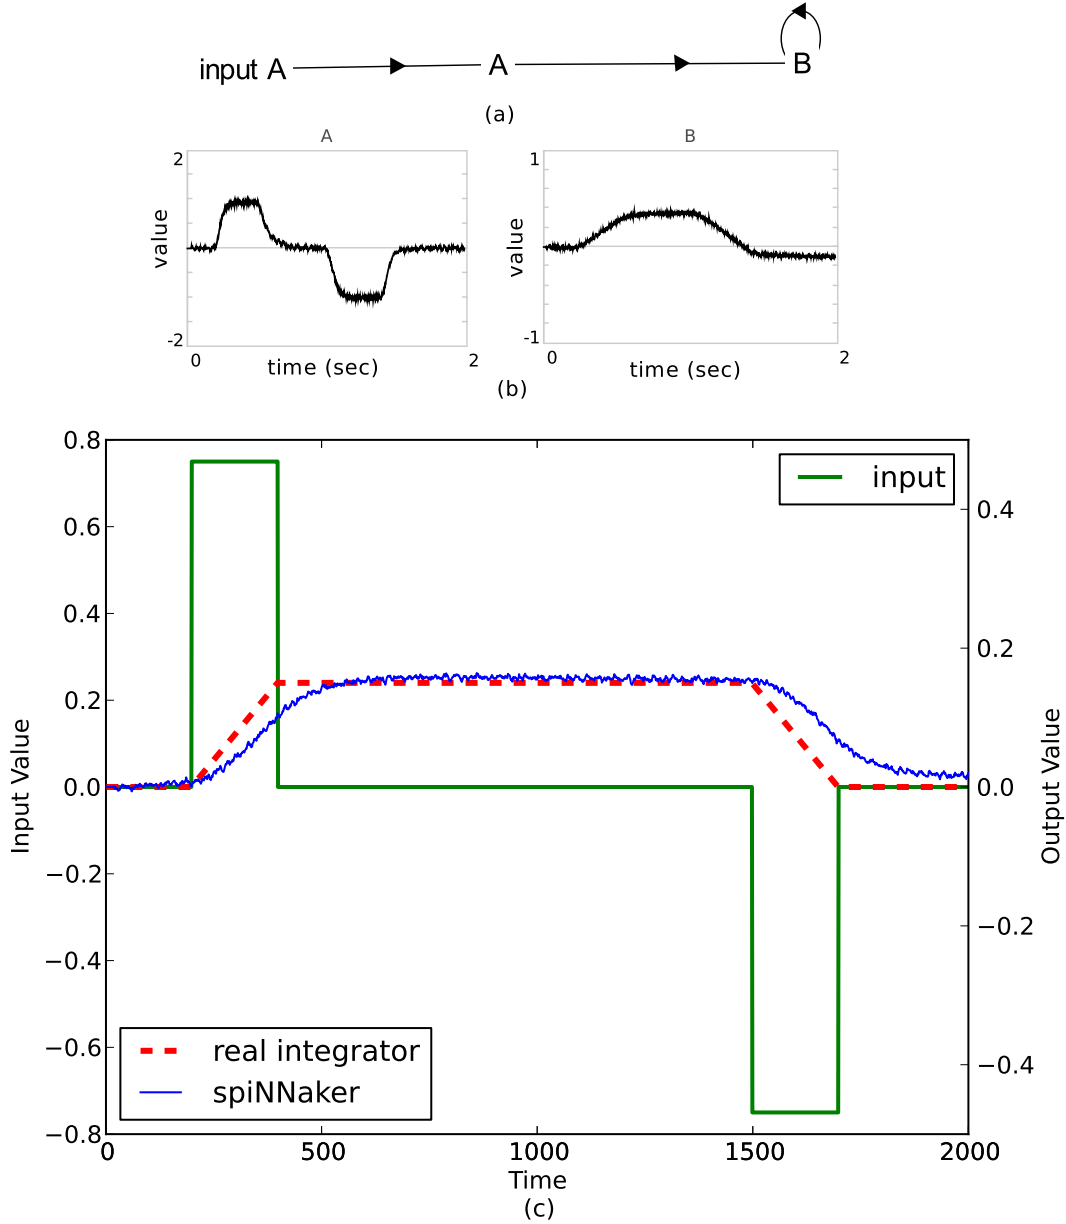 input A A B
(a)
A B
2 1
value value
-2 -1
0 2 0 2
time (sec) time (sec)
(b)
0.8
input
0.6 0.4
0.4
0.2
0.2
0.0 0.0
Input Value Output Value
−0.2
−0.2
−0.4
−0.4
−0.6
real integrator
spiNNaker
−0.8
0 500 1000 1500 2000
Time
(c)